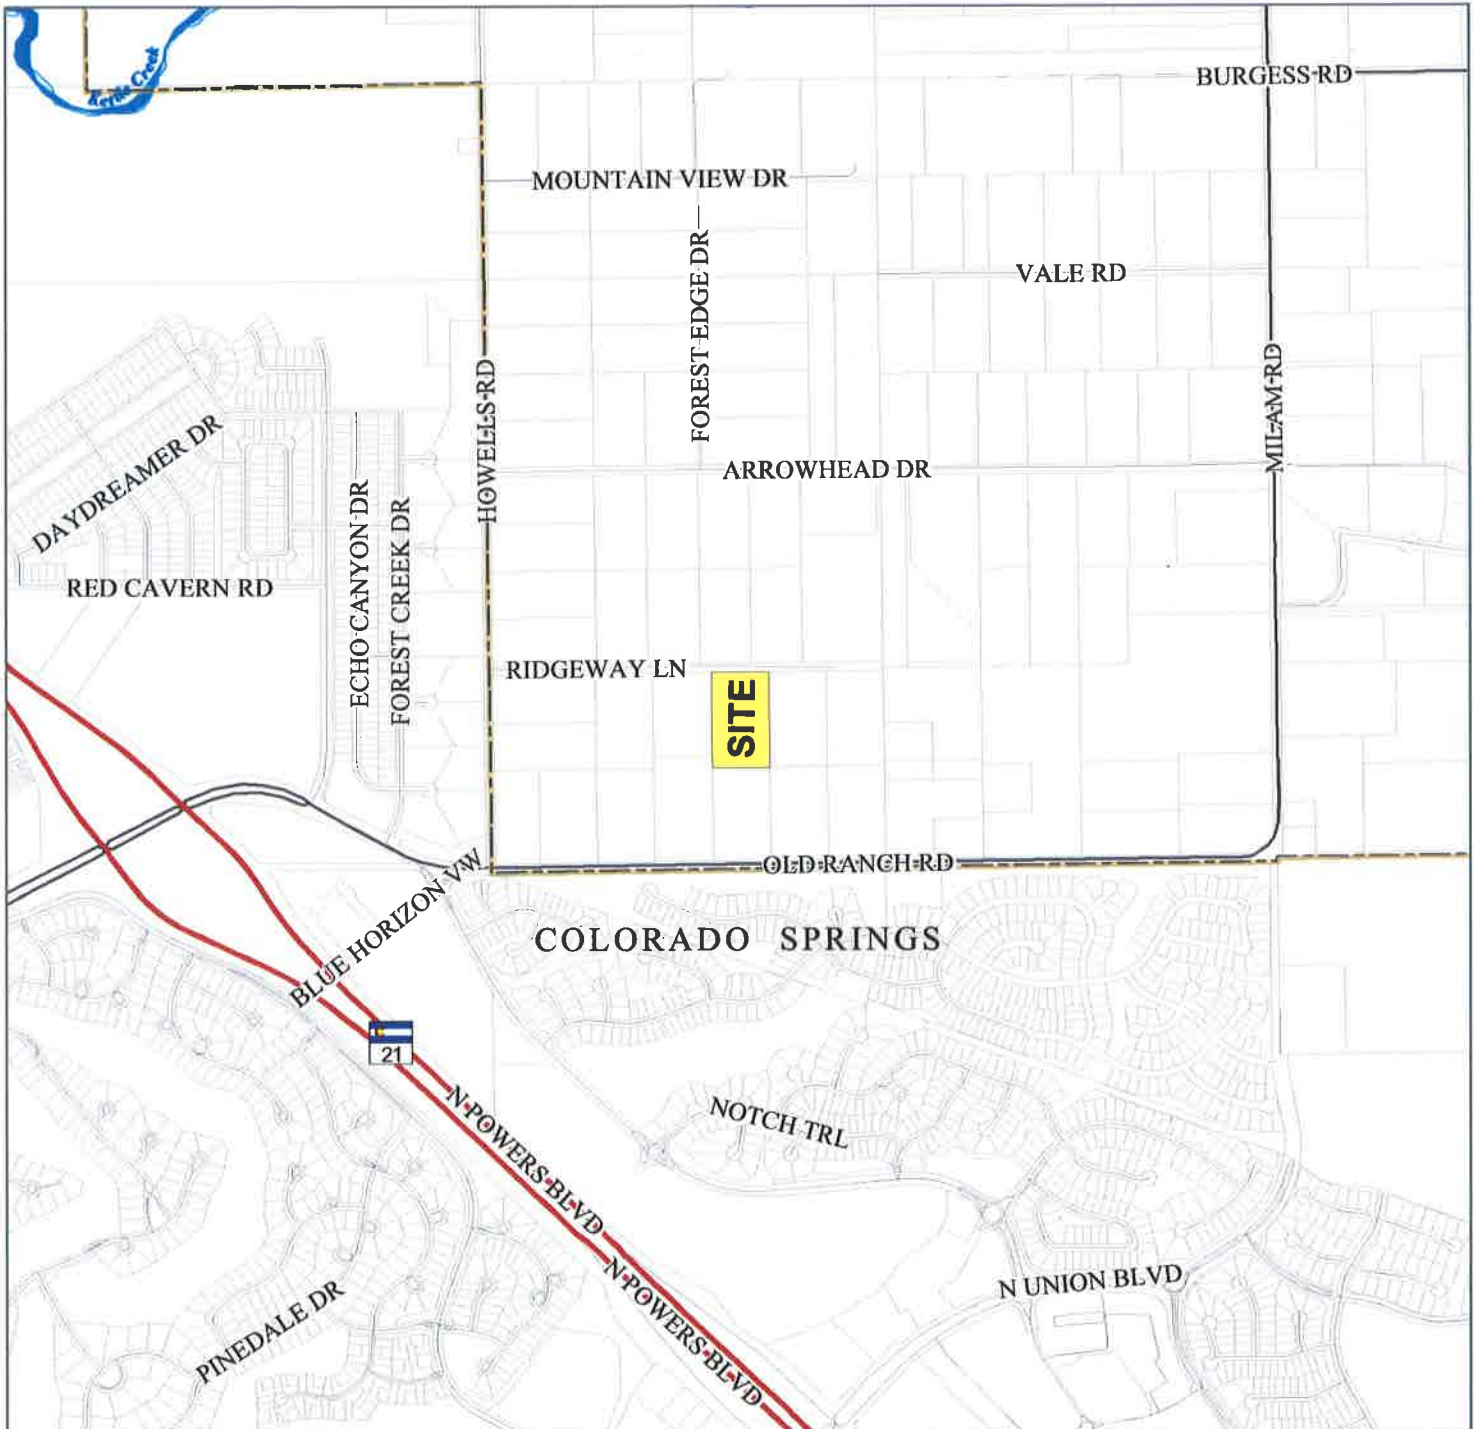 Kettle Creek
BURGESS RD
MOUNTAIN VIEW DR
FOREST EDGE DR
VALE RD
HOWELLS RD
MILAM RD
DAYDREAMER DR
ARROWHEAD DR
ECHO CANYON DR
FOREST CREEK DR
RED CAVERN RD
RIDGEWAY LN
SITE
OLD RANCH RD
BLUE HORIZON VW
COLORADO SPRINGS
21
N POWERS BLVD
NOTCH TRL
N POWERS BLVD
N UNION BLVD
PINEDALE DR